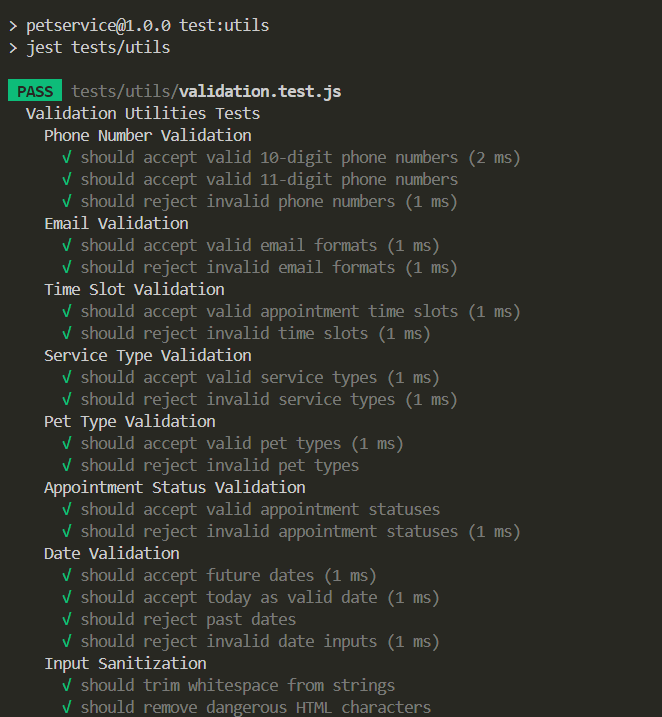 > petservice@1.0.0 test:utils
> jest tests/utils
PASS tests/utils/validation.test.js
Validation Utilities Tests
Phone Number Validation
√ should accept valid 10-digit phone numbers (2 ms)
√ should accept valid 11-digit phone numbers
√ should reject invalid phone numbers (1 ms)
Email Validation
√ should accept valid email formats (1 ms)
√ should reject invalid email formats (1 ms)
Time Slot Validation
√ should accept valid appointment time slots (1 ms)
√ should reject invalid time slots (1 ms)
Service Type Validation
√ should accept valid service types (1 ms)
√ should reject invalid service types (1 ms)
Pet Type Validation
√ should accept valid pet types (1 ms)
√ should reject invalid pet types
Appointment Status Validation
√ should accept valid appointment statuses
√ should reject invalid appointment statuses (1 ms)
Date Validation
√ should accept future dates (1 ms)
√ should accept today as valid date (1 ms)
√ should reject past dates
√ should reject invalid date inputs (1 ms)
Input Sanitization
√ should trim whitespace from strings
√ should remove dangerous HTML characters